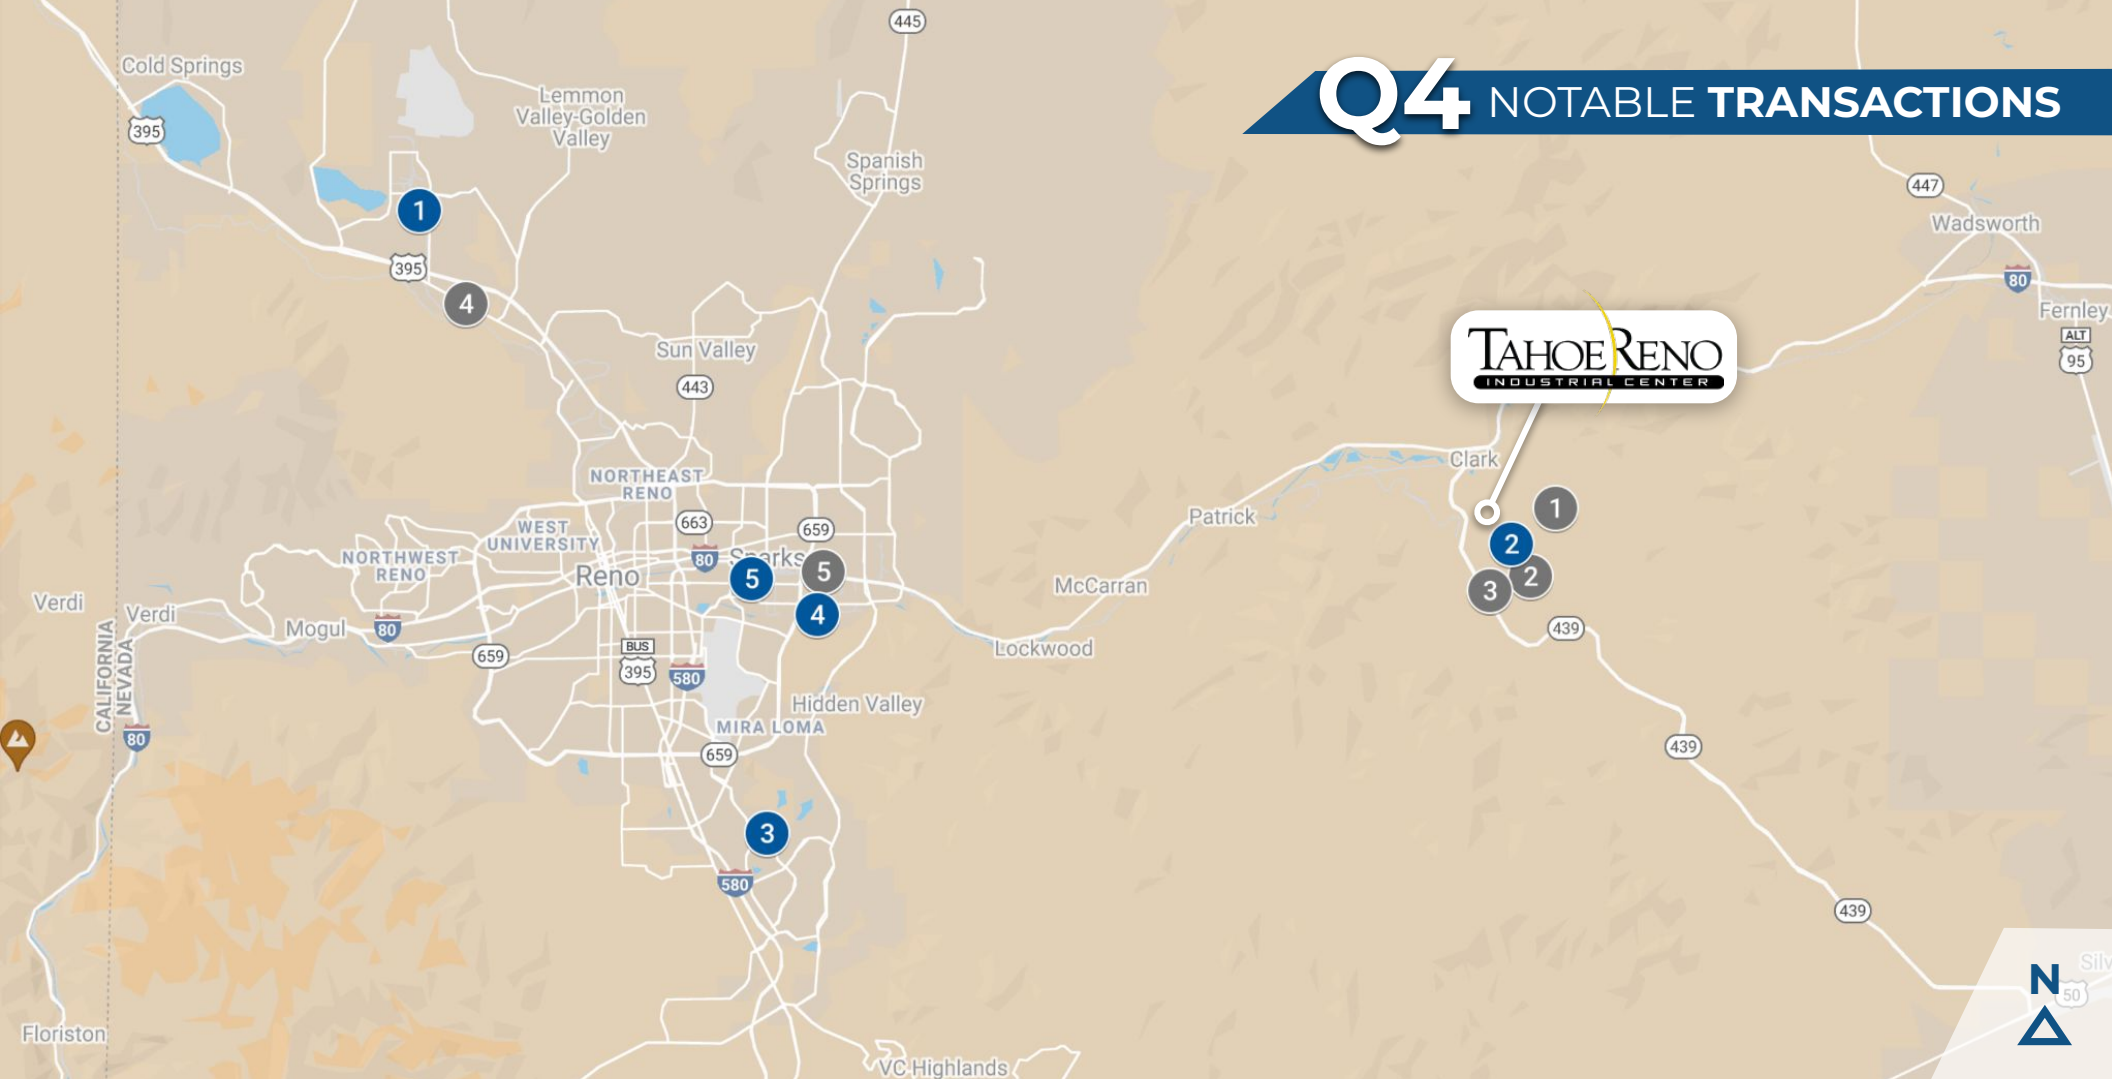 445
Q4 NOTABLE TRANSACTIONS
Cold Springs
395
Lemmon
Valley-Golden
Valley
Spanish
Springs
447
Wadsworth
1
395
4
80
Fernley
ALT
95
TAHOE RENO
INDUSTRIAL CENTER
Sun Valley
443
Clark
NORTHEAST
RENO
663
659
WEST
UNIVERSITY
NORTHWEST
RENO
Reno
80
Sparks
5
5
4
Patrick
1
2
2
3
McCarran
439
Verdi
Verdi
Mogul
80
CALIFORNIA
NEVADA
659
BUS
395
580
Lockwood
Hidden Valley
MIRA LOMA
659
80
439
3
580
439
N
Silv
50
Floriston
VC Highlands